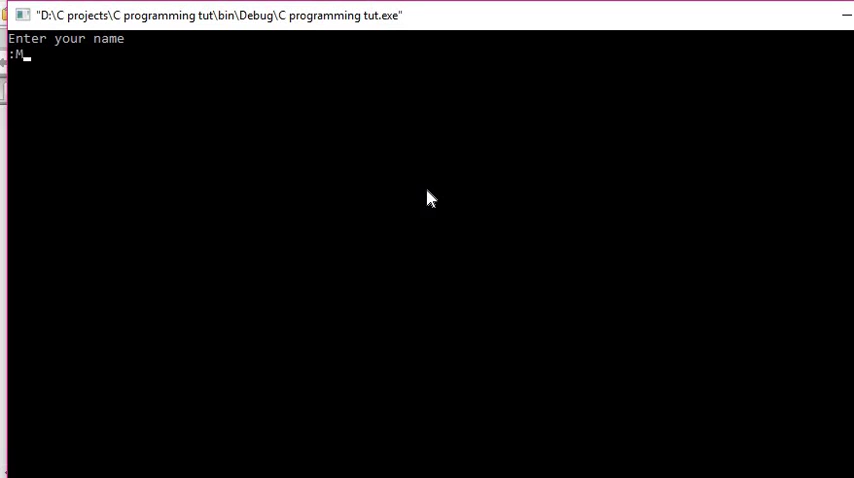 "D:\C projects\C programming tut\bin\Debug\C programming tut.exe"
Enter your name
:M